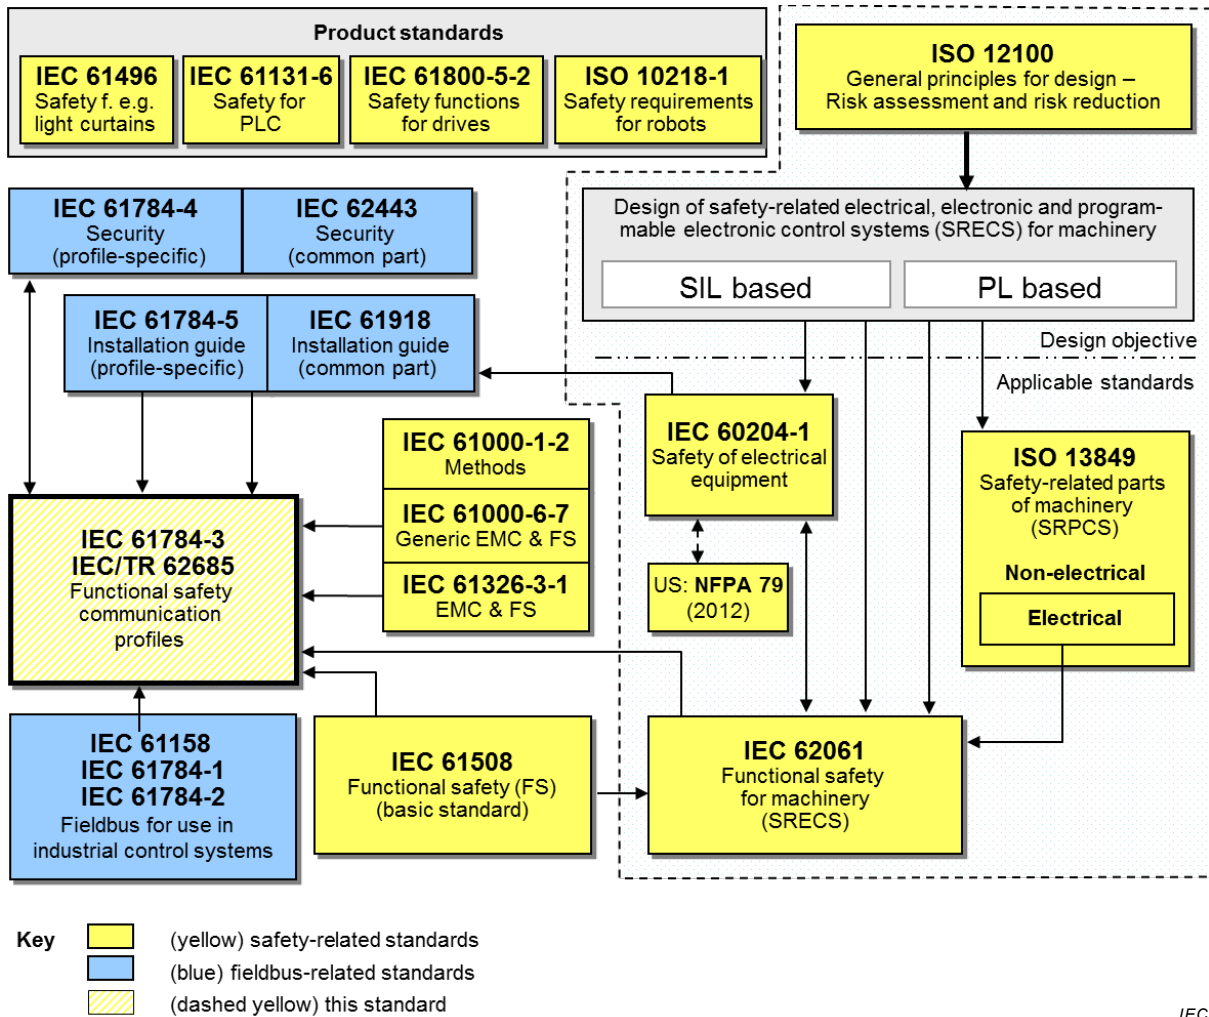 Product standards
IEC 61496
Safety f. e.g.
light curtains
IEC 61131-6
Safety for
PLC
IEC 61800-5-2
Safety functions
for drives
ISO 10218-1
Safety requirements
for robots
ISO 12100
General principles for design –
Risk assessment and risk reduction
IEC 61784-4
Security
(profile-specific)
IEC 62443
Security
(common part)
Design of safety-related electrical, electronic and program-
mable electronic control systems (SRECS) for machinery
SIL based
PL based
IEC 61784-5
Installation guide
(profile-specific)
IEC 61918
Installation guide
(common part)
Design objective
Applicable standards
IEC 61000-1-2
Methods
IEC 61000-6-7
Generic EMC & FS
IEC 61326-3-1
EMC & FS
IEC 60204-1
Safety of electrical
equipment
US: NFPA 79
(2012)
ISO 13849
Safety-related parts
of machinery
(SRPCS)
Non-electrical
Electrical
IEC 61784-3
IEC/TR 62685
Functional safety
communication
profiles
IEC 61158
IEC 61784-1
IEC 61784-2
Fieldbus for use in
industrial control systems
IEC 61508
Functional safety (FS)
(basic standard)
IEC 62061
Functional safety
for machinery
(SRECS)
Key
(yellow) safety-related standards
(blue) fieldbus-related standards
(dashed yellow) this standard
IEC